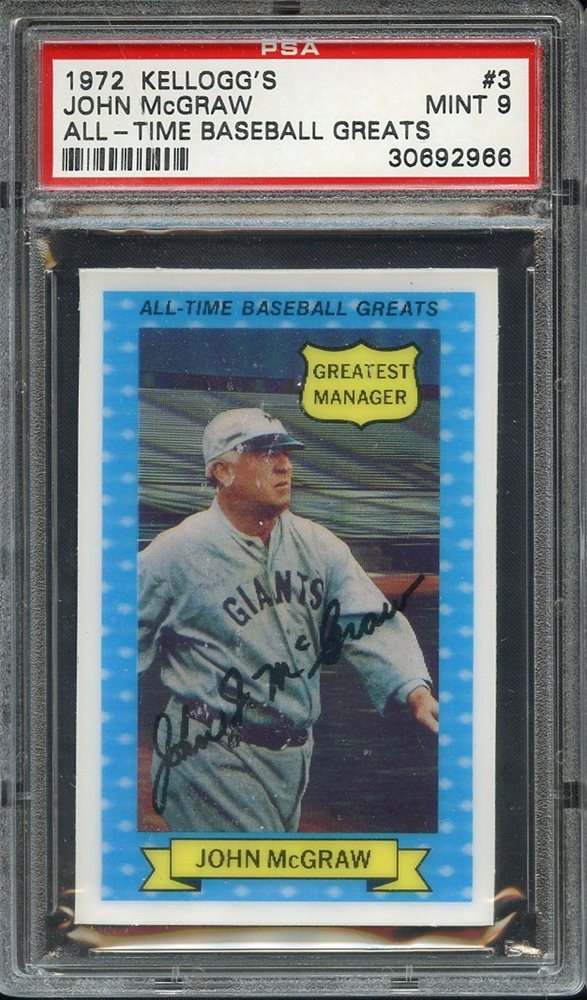 PSA
1972 KELLOGG'S #3
JOHN McGRAW MINT 9
ALL-TIME BASEBALL GREATS
30692966
ALL-TIME BASEBALL GREATS
GREATEST
MANAGER
GIANTS
John J. McGraw
JOHN McGRAW